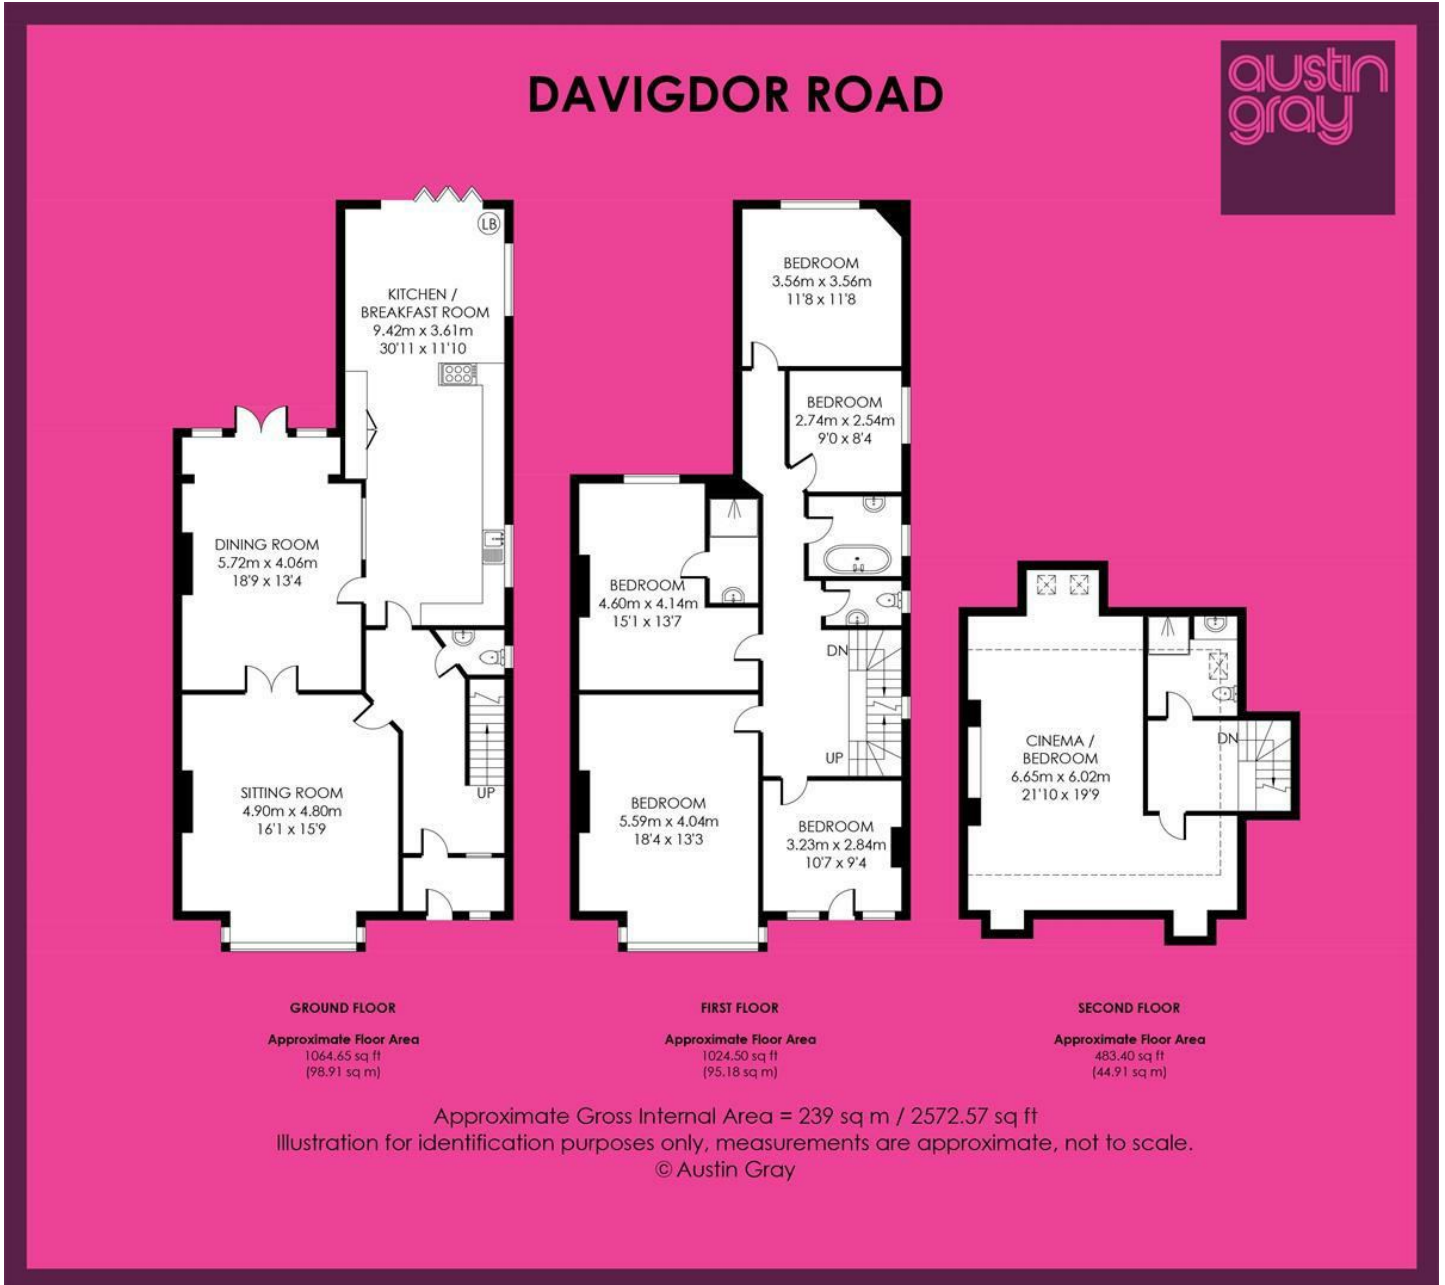 DAVIGDOR ROAD
austin
gray
LB
KITCHEN /
BREAKFAST ROOM
9.42m x 3.61m
30'11 x 11'10
DINING ROOM
5.72m x 4.06m
18'9 x 13'4
SITTING ROOM
4.90m x 4.80m
16'1 x 15'9
UP
BEDROOM
3.56m x 3.56m
11'8 x 11'8
BEDROOM
2.74m x 2.54m
9'0 x 8'4
BEDROOM
4.60m x 4.14m
15'1 x 13'7
DN
UP
BEDROOM
5.59m x 4.04m
18'4 x 13'3
BEDROOM
3.23m x 2.84m
10'7 x 9'4
CINEMA /
BEDROOM
6.65m x 6.02m
21'10 x 19'9
DN
GROUND FLOOR
Approximate Floor Area
1064.65 sq ft
(98.91 sq m)
FIRST FLOOR
Approximate Floor Area
1024.50 sq ft
(95.18 sq m)
SECOND FLOOR
Approximate Floor Area
483.40 sq ft
(44.91 sq m)
Approximate Gross Internal Area = 239 sq m / 2572.57 sq ft
Illustration for identification purposes only, measurements are approximate, not to scale.
© Austin Gray